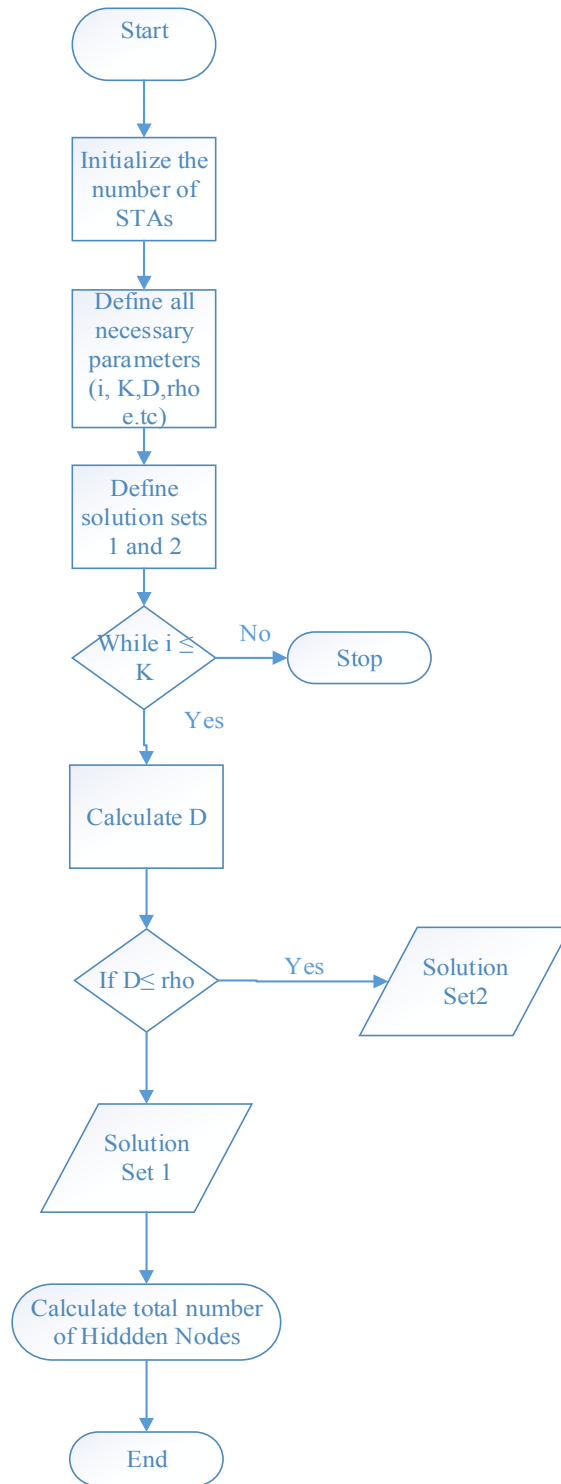 Start
Initialize the
number of
STAs
Define all
necessary
parameters
(i, K,D,rho
e.tc)
Define
solution sets
1 and 2
While i ≤
K
No
Stop
Yes
Calculate D
If D≤ rho
Yes
Solution
Set2
Solution
Set 1
Calculate total number
of Hiddden Nodes
End